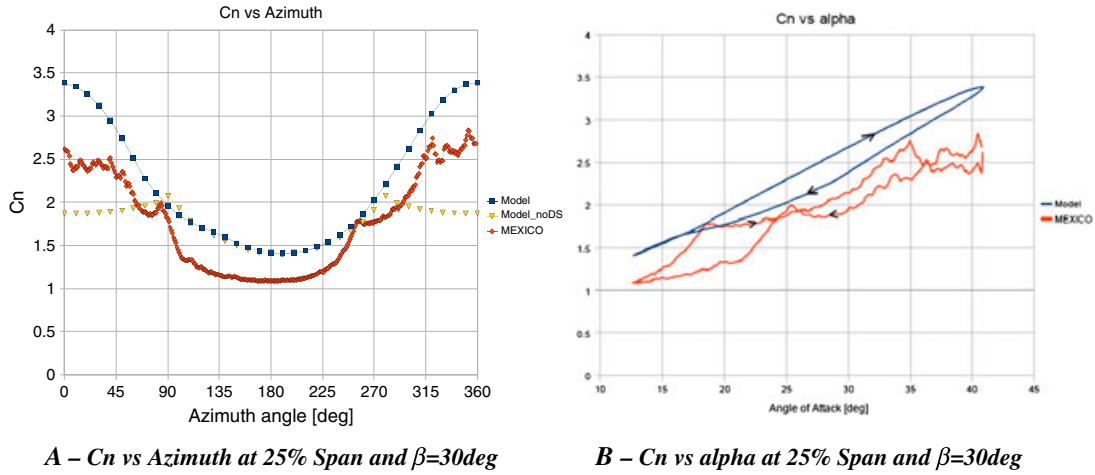 Cn vs Azimuth
4
3.5
3
2.5
2
1.5
1
0.5
0
Cn
0 45 90 135 180 225 270 315 360
Azimuth angle [deg]
Model
Model_noDS
MEXICO
A – Cn vs Azimuth at 25% Span and β=30deg
Cn vs alpha
4
3.5
3
2.5
2
1.5
1
0.5
0
10 15 20 25 30 35 40 45
Angle of Attack [deg]
Model
MEXICO
B – Cn vs alpha at 25% Span and β=30deg